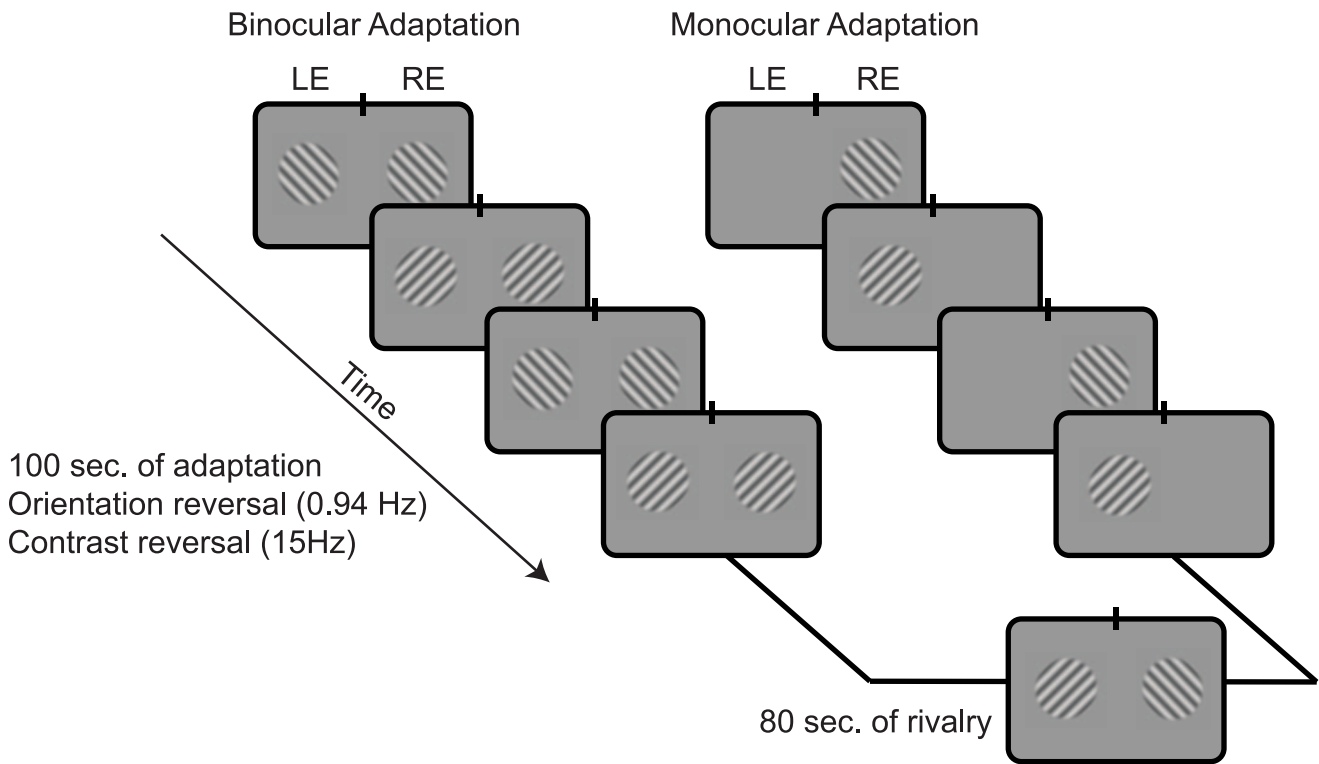 Binocular Adaptation
Monocular Adaptation
LE RE
LE RE
Time
100 sec. of adaptation
Orientation reversal (0.94 Hz)
Contrast reversal (15Hz)
80 sec. of rivalry